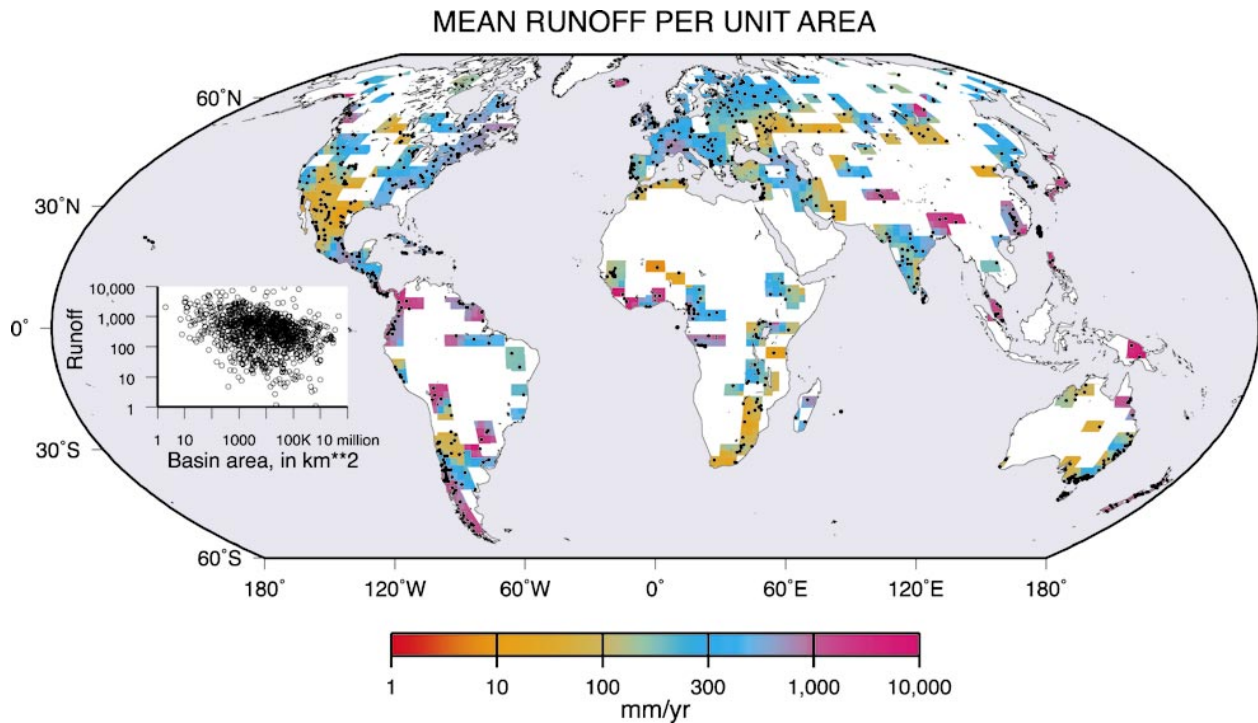 MEAN RUNOFF PER UNIT AREA
60˚N
30˚N
0˚
30˚S
60˚S
10,000
1,000
100
10
1
Runoff
1 10 1000 100K 10 million
Basin area, in km**2
180˚ 120˚W 60˚W 0˚ 60˚E 120˚E 180˚
1 10 100 300 1,000 10,000
mm/yr